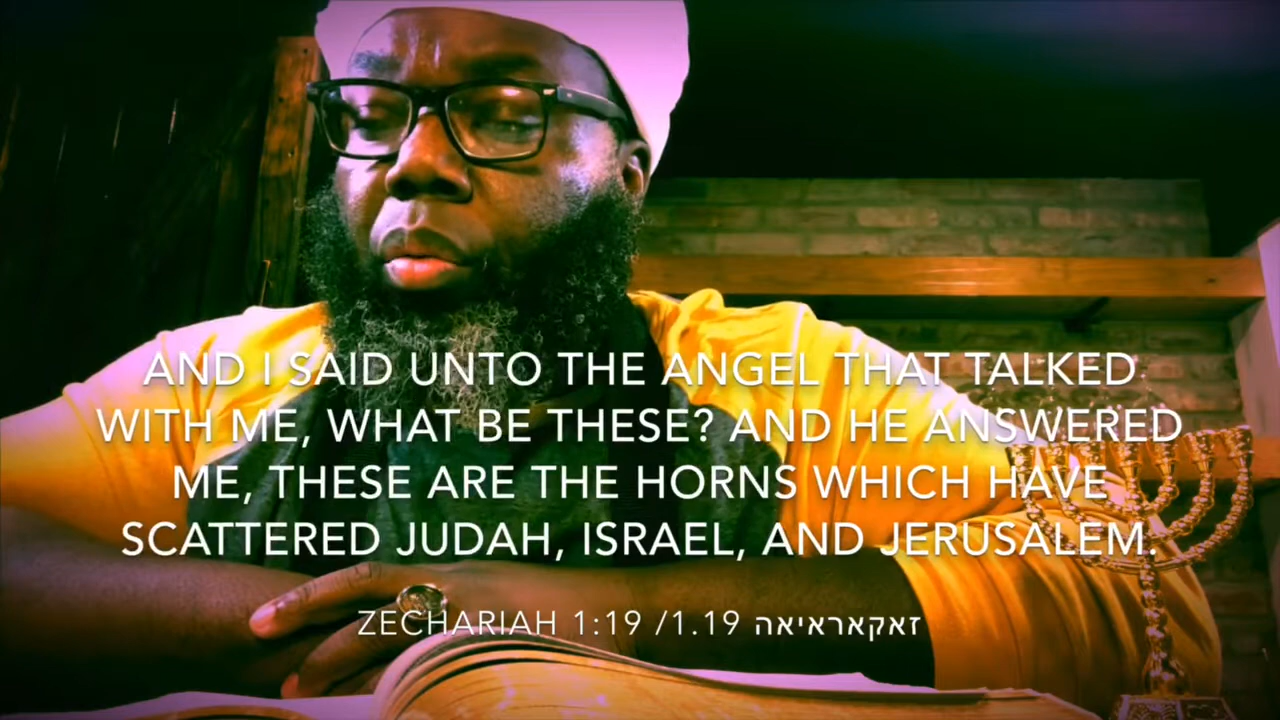 AND I SAID UNTO THE ANGEL THAT TALKED
WITH ME, WHAT BE THESE? AND HE ANSWERED
ME, THESE ARE THE HORNS WHICH HAVE
SCATTERED JUDAH, ISRAEL, AND JERUSALEM.
ZECHARIAH 1:19 /1.19 זאקאראיאה